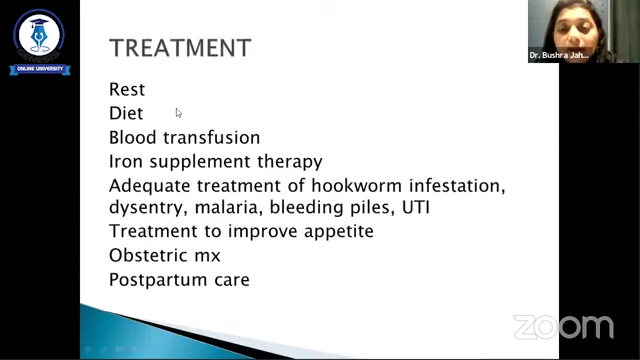 GENESIS
ONLINE UNIVERSITY
TREATMENT
Dr. Bushra Jah...
Rest
Diet
Blood transfusion
Iron supplement therapy
Adequate treatment of hookworm infestation,
dysentry, malaria, bleeding piles, UTI
Treatment to improve appetite
Obstetric mx
Postpartum care
zoom